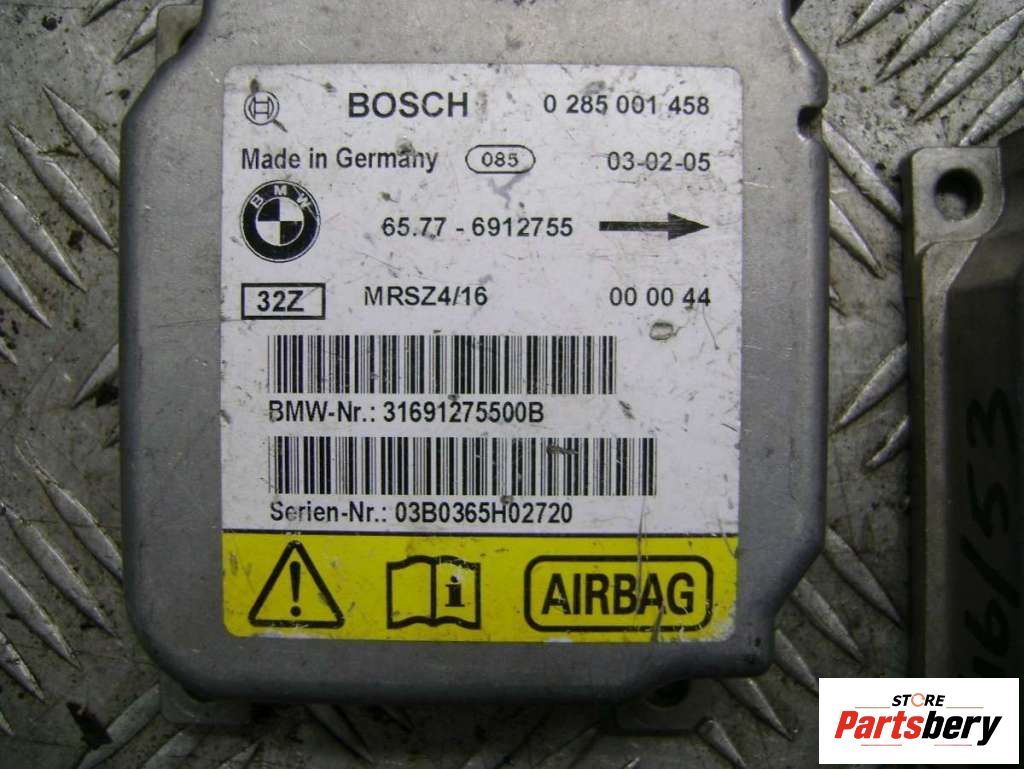 BOSCH 0 285 001 458
Made in Germany 085 03-02-05
BMW
65.77 - 6912755
32Z MRSZ4/16 00 00 44
BMW-Nr.: 31691275500B
Serien-Nr.: 03B0365H02720
i AIRBAG
STORE
Partsbery